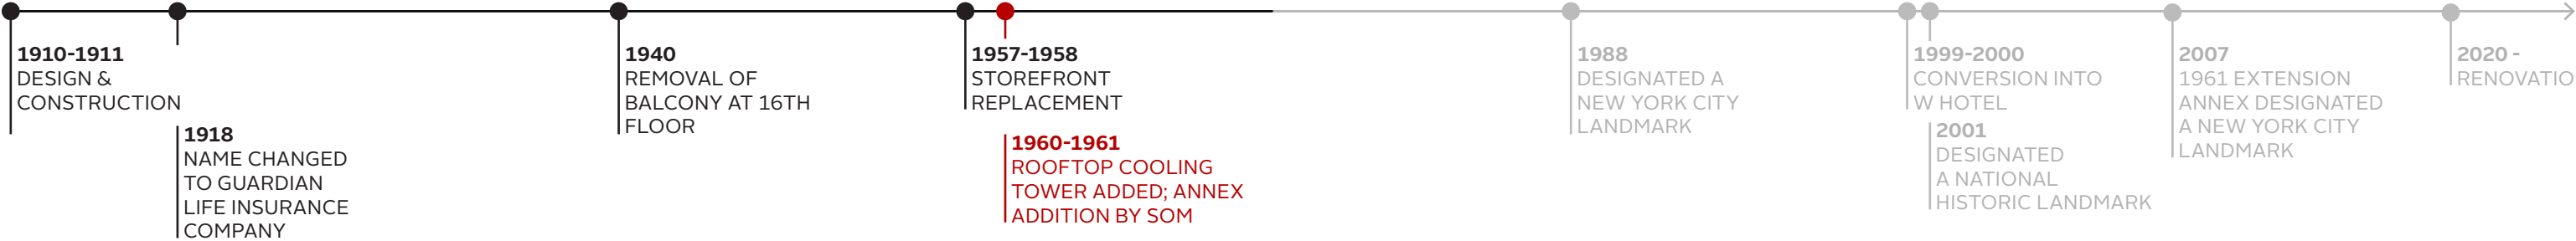 1910-1911
DESIGN &
CONSTRUCTION
1918
NAME CHANGED
TO GUARDIAN
LIFE INSURANCE
COMPANY
1940
REMOVAL OF
BALCONY AT 16TH
FLOOR
1957-1958
STOREFRONT
REPLACEMENT
1960-1961
ROOFTOP COOLING
TOWER ADDED; ANNEX
ADDITION BY SOM
1988
DESIGNATED A
NEW YORK CITY
LANDMARK
1999-2000
CONVERSION INTO
W HOTEL
2001
DESIGNATED
A NATIONAL
HISTORIC LANDMARK
2007
1961 EXTENSION
ANNEX DESIGNATED
A NEW YORK CITY
LANDMARK
2020 -
RENOVATIO